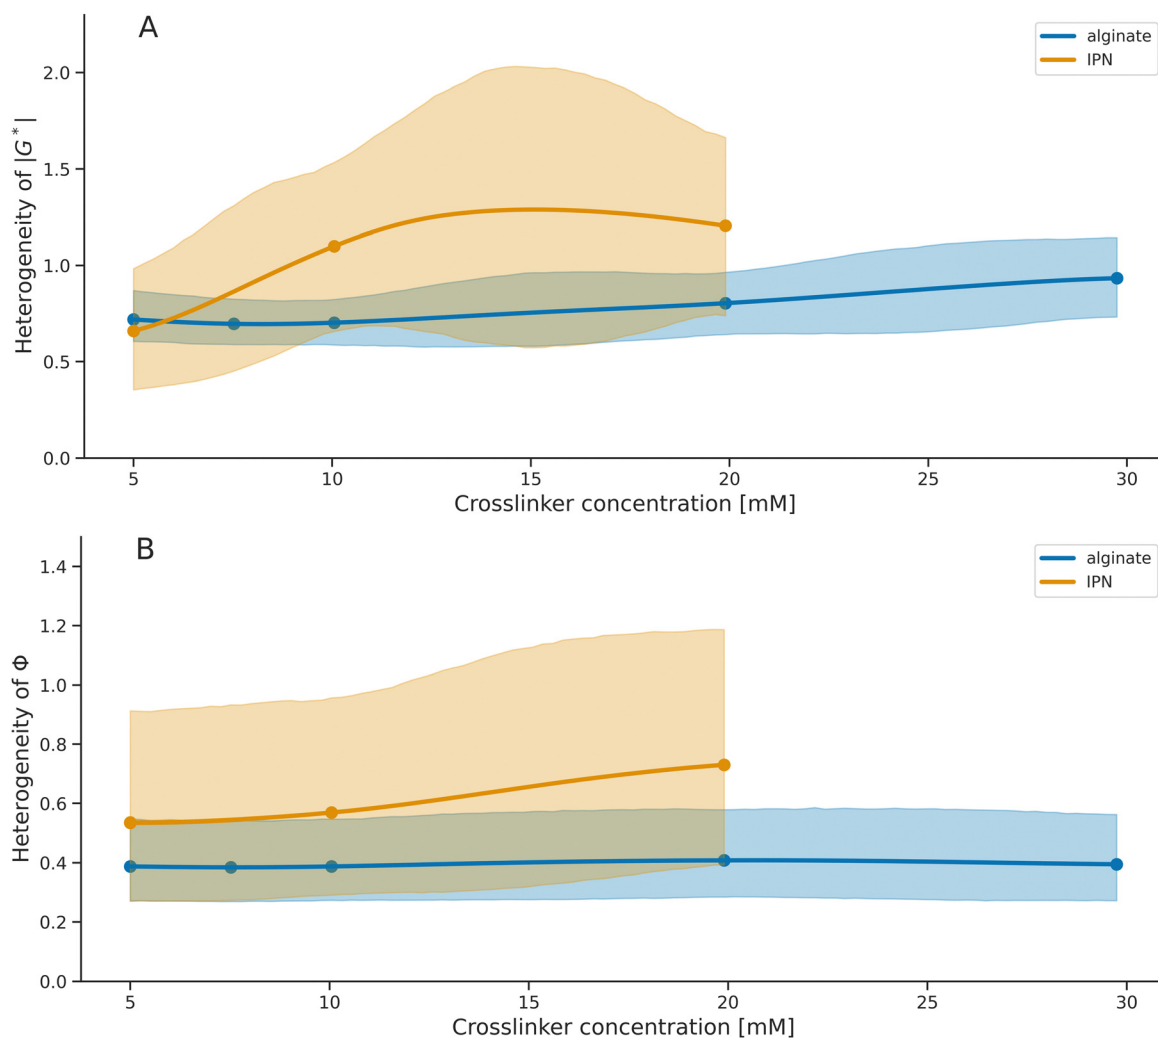 A
alginate
IPN
Heterogeneity of |G*|
2.0
1.5
1.0
0.5
0.0
5 10 15 20 25 30
Crosslinker concentration [mM]
B
alginate
IPN
Heterogeneity of Φ
1.4
1.2
1.0
0.8
0.6
0.4
0.2
0.0
5 10 15 20 25 30
Crosslinker concentration [mM]